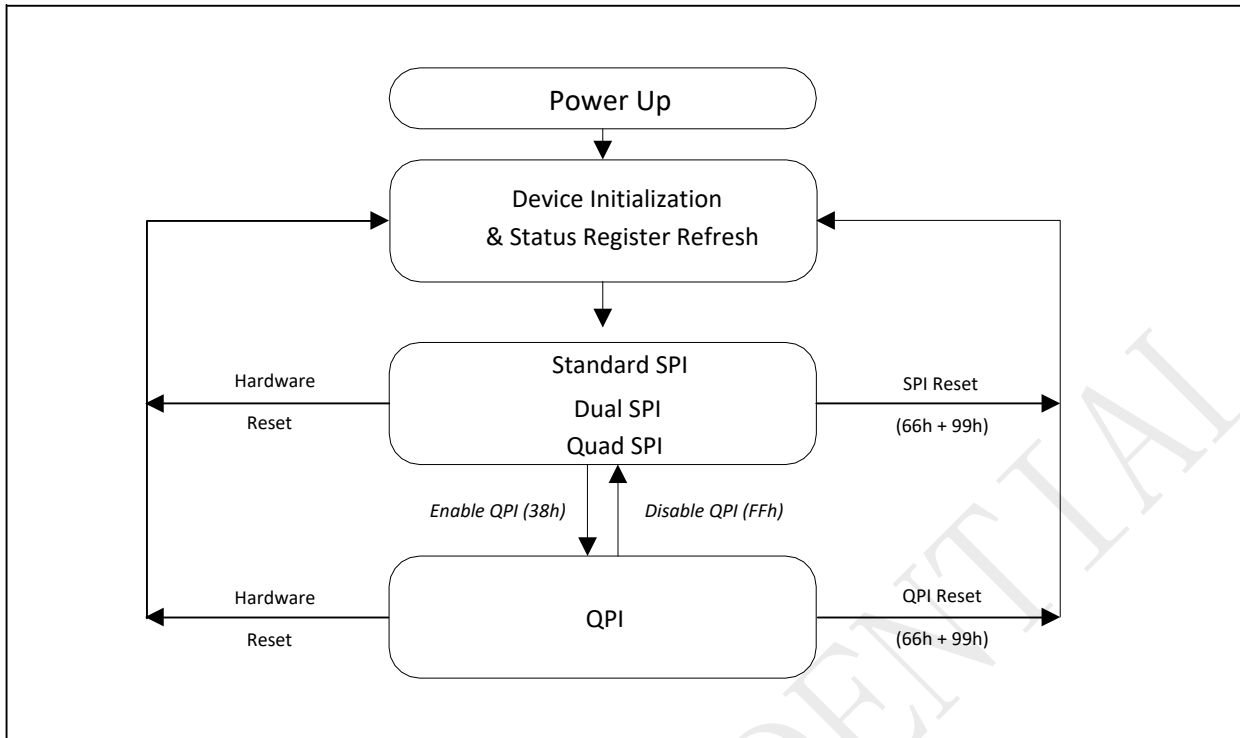 Power Up
Device Initialization
& Status Register Refresh
Standard SPI
Dual SPI
Quad SPI
Hardware
Reset
SPI Reset
(66h + 99h)
Enable QPI (38h)
Disable QPI (FFh)
QPI
Hardware
Reset
QPI Reset
(66h + 99h)